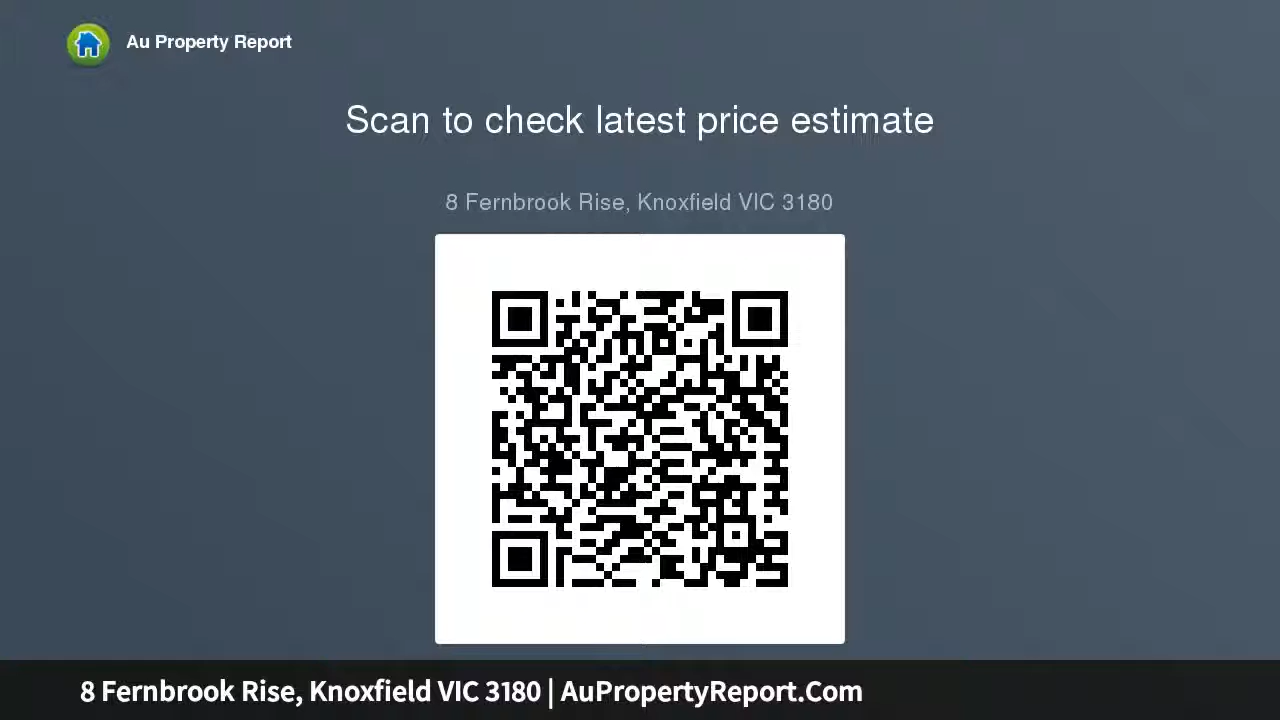 Au Property Report
Scan to check latest price estimate
8 Fernbrook Rise, Knoxfield VIC 3180
8 Fernbrook Rise, Knoxfield VIC 3180 | AuPropertyReport.Com